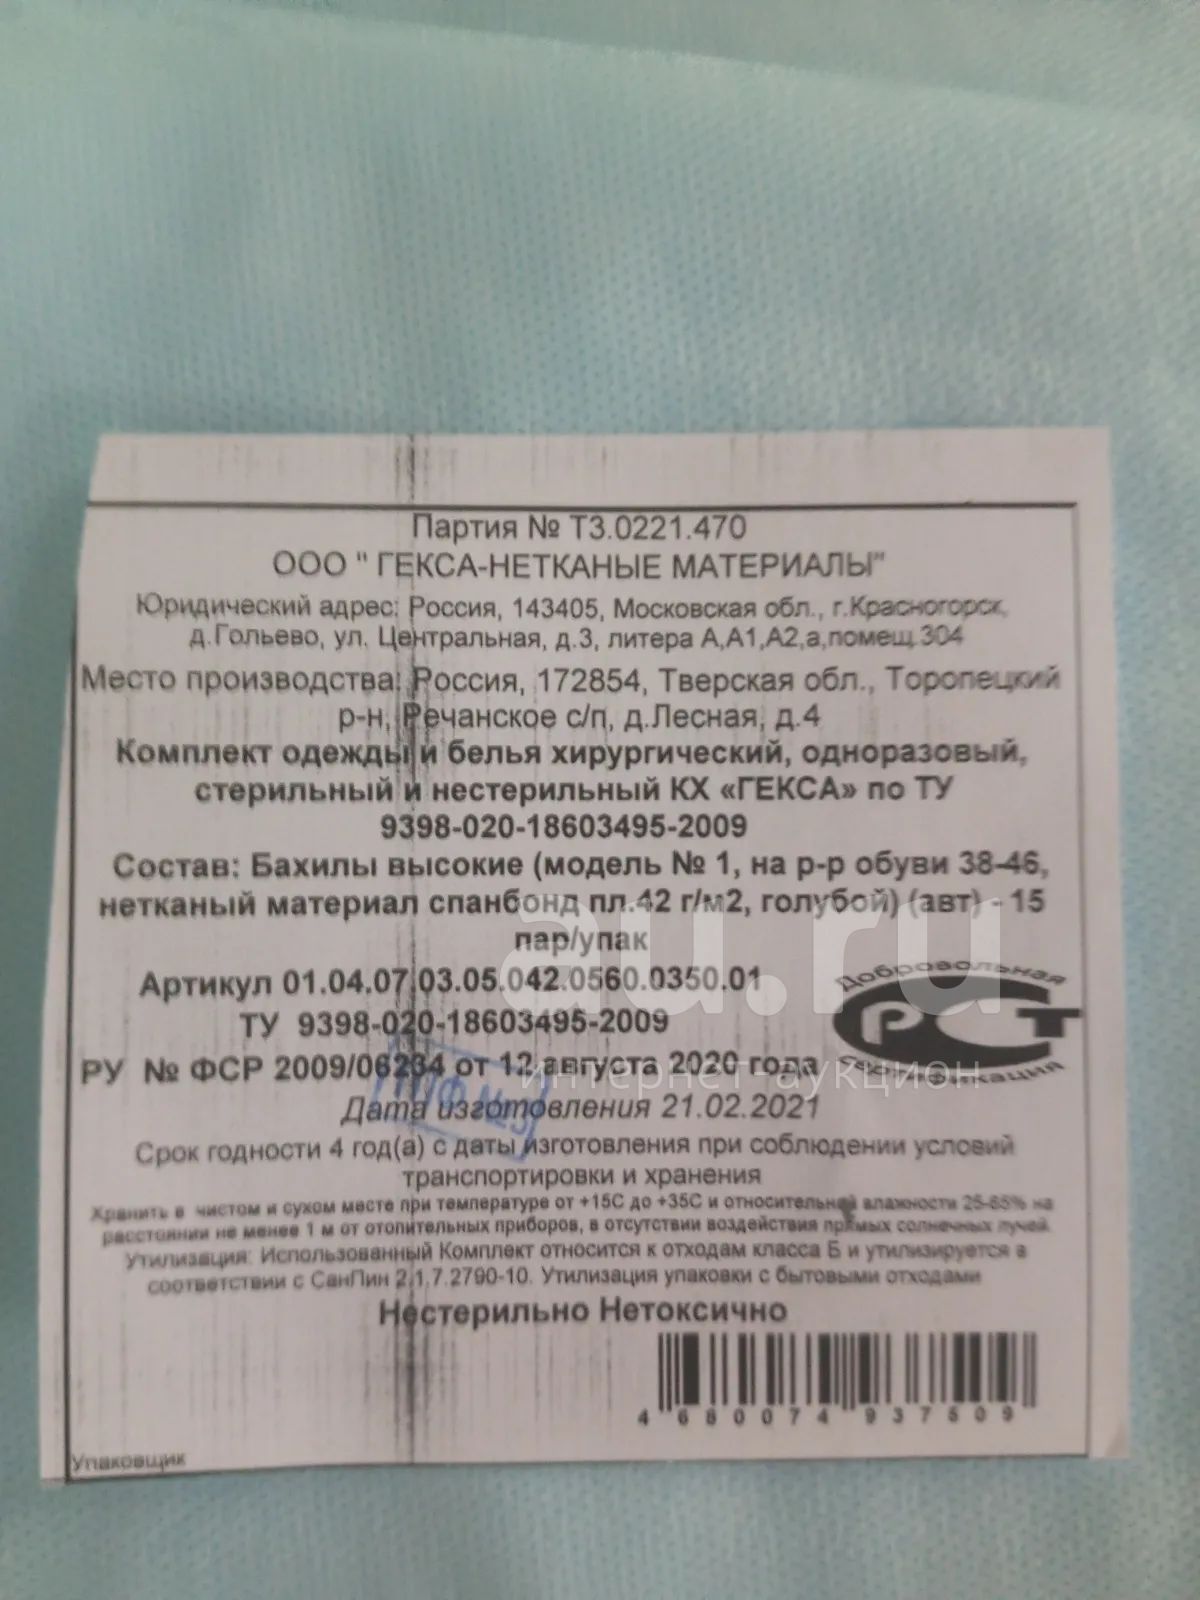 Партия № Т3.0221.470
ООО " ГЕКСА-НЕТКАНЫЕ МАТЕРИАЛЫ"
Юридический адрес: Россия, 143405, Московская обл., г.Красногорск,
д.Гольево, ул. Центральная, д.3, литера А,А1,А2,а,помещ.304
Место производства: Россия, 172854, Тверская обл., Торопецкий
р-н, Речанское с/п, д.Лесная, д.4
Комплект одежды и белья хирургический, одноразовый,
стерильный и нестерильный КХ «ГЕКСА» по ТУ
9398-020-18603495-2009
Состав: Бахилы высокие (модель № 1, на р-р обуви 38-46,
нетканый материал спанбонд пл.42 г/м2, голубой) (авт) - 15
пар/упак
Артикул 01.04.07.03.05.042.0560.0350.01
ТУ 9398-020-18603495-2009
РУ № ФСР 2009/06234 от 12 августа 2020 года
Дата изготовления 21.02.2021
Срок годности 4 год(а) с даты изготовления при соблюдении условий
транспортировки и хранения
Хранить в чистом и сухом месте при температуре от +15С до +35С и относительной влажности 25-65% на
расстоянии не менее 1 м от отопительных приборов, в отсутствии воздействия прямых солнечных лучей.
Утилизация: Использованный Комплект относится к отходам класса Б и утилизируется в
соответствии с СанПин 2.1.7.2790-10. Утилизация упаковки с бытовыми отходами
Нестерильно Нетоксично
4680074937509
Упаковщик
Добровольная
РСТ
Сертификация
au.ru
интернет-аукцион